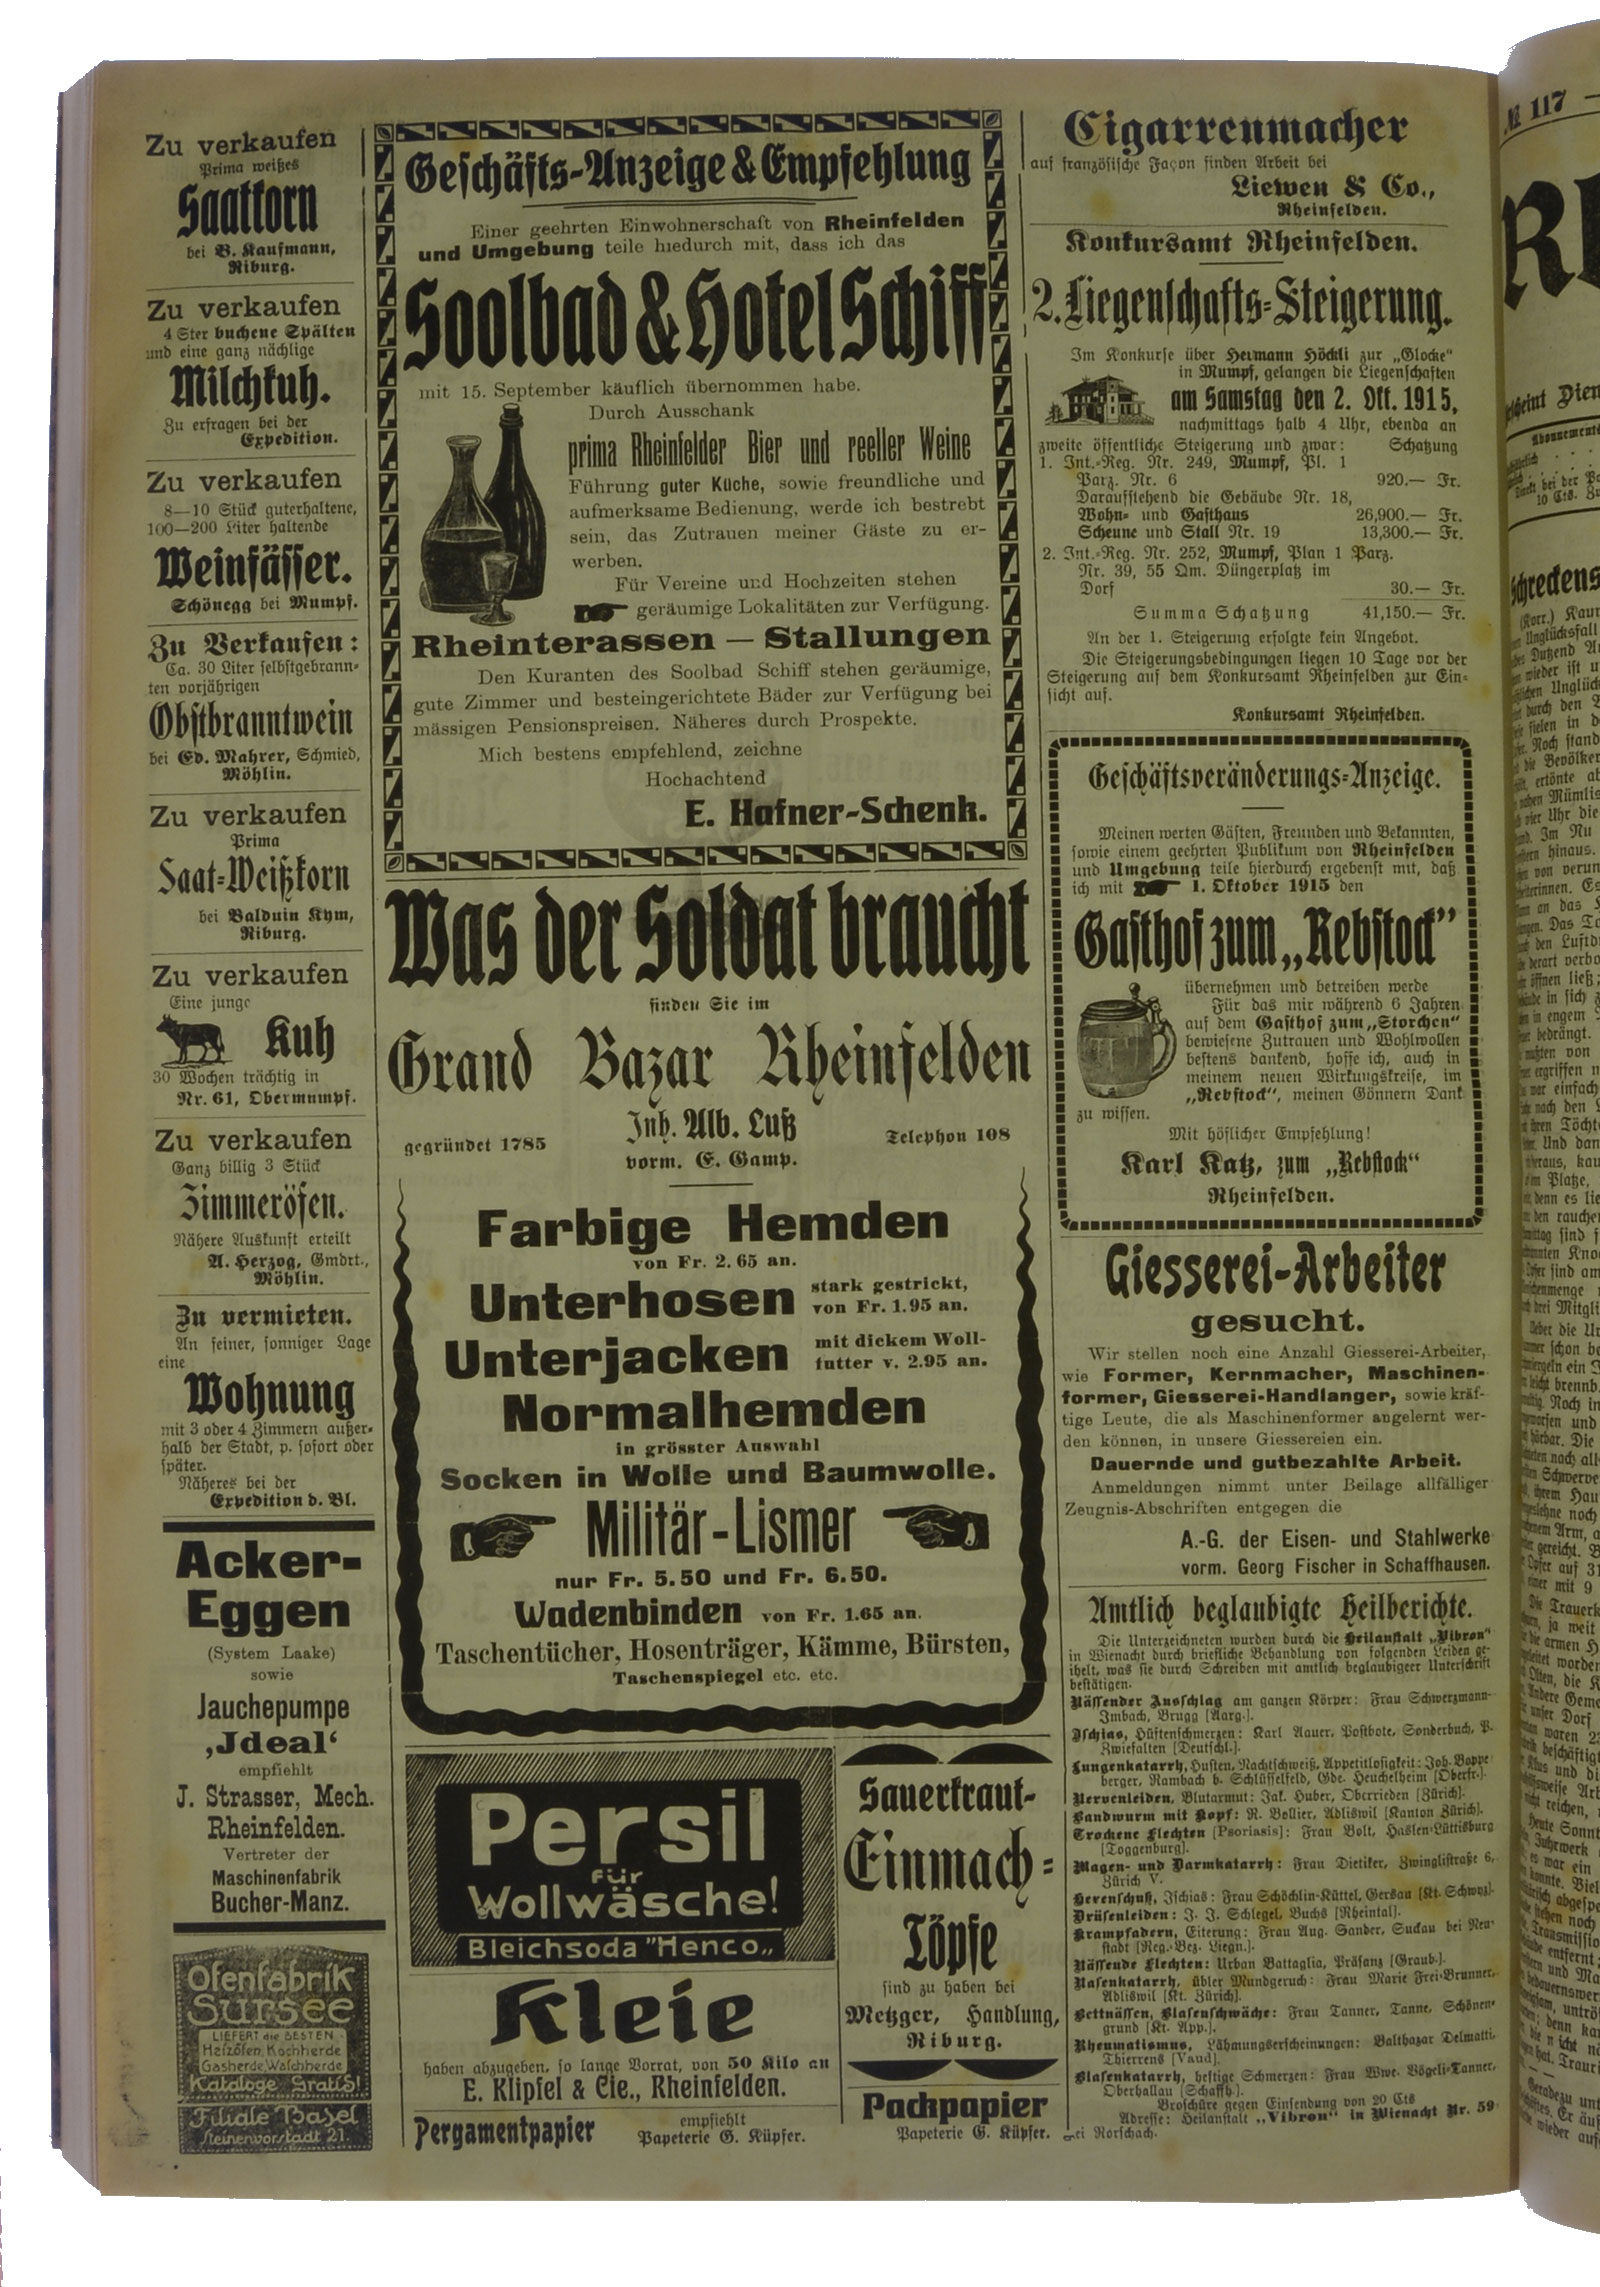 Zu verkaufen
Prima weißes
Saatkorn
bei B. Kaufmann,
Riburg.
Zu verkaufen
4 Ster buchene Spälten
und eine ganz nächlige
Milchkuh.
Zu erfragen bei der
Expedition.
Zu verkaufen
8—10 Stück guterhaltene,
100—200 Liter haltende
Weinfässer.
Schönegg bei Mumpf.
Zu Verkaufen:
Ca. 30 Liter selbstgebrann-
ten vorjährigen
Obstbranntwein
bei Ed. Mahrer, Schmied,
Möhlin.
Zu verkaufen
Prima
Saat-Weißkorn
bei Balduin Kym,
Riburg.
Zu verkaufen
Eine junge
Kuh
30 Wochen trächtig in
Nr. 61, Obermumpf.
Zu verkaufen
Ganz billig 3 Stück
Zimmeröfen.
Nähere Auskunft erteilt
A. Herzog, Gmdrt.,
Möhlin.
Zu vermieten.
An feiner, sonniger Lage
eine
Wohnung
mit 3 oder 4 Zimmern außer-
halb der Stadt, p. sofort oder
später.
Näheres bei der
Expedition d. Bl.
Acker-
Eggen
(System Laake)
sowie
Jauchepumpe
‚Jdeal‘
empfiehlt
J. Strasser, Mech.
Rheinfelden.
Vertreter der
Maschinenfabrik
Bucher-Manz.
Ofenfabrik
Sursee
LIEFERT die BESTEN
Heizöfen, Kochherde
Gasherde, Waschherde
Kataloge Gratis!
Filiale Basel
Steinenvorstadt 21.
Geschäfts-Anzeige & Empfehlung
Einer geehrten Einwohnerschaft von Rheinfelden
und Umgebung teile hiedurch mit, dass ich das
Soolbad & Hotel Schiff
mit 15. September käuflich übernommen habe.
Durch Ausschank
prima Rheinfelder Bier und reeller Weine
Führung guter Küche, sowie freundliche und
aufmerksame Bedienung, werde ich bestrebt
sein, das Zutrauen meiner Gäste zu er-
werben.
Für Vereine und Hochzeiten stehen
geräumige Lokalitäten zur Verfügung.
Rheinterassen — Stallungen
Den Kuranten des Soolbad Schiff stehen geräumige,
gute Zimmer und besteingerichtete Bäder zur Verfügung bei
mässigen Pensionspreisen. Näheres durch Prospekte.
Mich bestens empfehlend, zeichne
Hochachtend
E. Hafner-Schenk.
Was der Soldat braucht
finden Sie im
Grand Bazar Rheinfelden
Inh. Alb. Lutz
gegründet 1785
Telephon 108
vorm. E. Gamp.
Farbige Hemden
von Fr. 2.65 an.
Unterhosen stark gestrickt,
von Fr. 1.95 an.
Unterjacken mit dickem Woll-
futter v. 2.95 an.
Normalhemden
in grösster Auswahl
Socken in Wolle und Baumwolle.
Militär-Lismer
nur Fr. 5.50 und Fr. 6.50.
Wadenbinden von Fr. 1.65 an.
Taschentücher, Hosenträger, Kämme, Bürsten,
Taschenspiegel etc. etc.
Persil
für
Wollwäsche!
Bleichsoda "Henco„
Kleie
haben abzugeben, so lange Vorrat, von 50 Kilo an
E. Klipfel & Cie., Rheinfelden.
Pergamentpapier empfiehlt
Papeterie G. Küpfer.
Sauerkraut-
Einmach-
Töpfe
sind zu haben bei
Metzger, Handlung,
Riburg.
Packpapier
Papeterie G. Küpfer.
Cigarrenmacher
auf französische Façon finden Arbeit bei
Liewen & Co.,
Rheinfelden.
Konkursamt Rheinfelden.
2. Liegenschafts-Steigerung.
Im Konkurse über Hermann Höckli zur „Glocke“
in Mumpf, gelangen die Liegenschaften
am Samstag den 2. Okt. 1915,
nachmittags halb 4 Uhr, ebenda an
zweite öffentliche Steigerung und zwar: Schatzung
1. Int.-Reg. Nr. 249, Mumpf, Pl. 1
Parz. Nr. 6 920.— Fr.
Daraufstehend die Gebäude Nr. 18,
Wohn- und Gasthaus 26,900.— Fr.
Scheune und Stall Nr. 19 13,300.— Fr.
2. Int.-Reg. Nr. 252, Mumpf, Plan 1 Parz.
Nr. 39, 55 Qm. Düngerplatz im
Dorf 30.— Fr.
Summa Schatzung 41,150.— Fr.
An der 1. Steigerung erfolgte kein Angebot.
Die Steigerungsbedingungen liegen 10 Tage vor der
Steigerung auf dem Konkursamt Rheinfelden zur Ein-
sicht auf.
Konkursamt Rheinfelden.
Geschäftsveränderungs-Anzeige.
Meinen werten Gästen, Freunden und Bekannten,
sowie einem geehrten Publikum von Rheinfelden
und Umgebung teile hierdurch ergebenst mit, daß
ich mit 1. Oktober 1915 den
Gasthof zum „Rebstock“
übernehmen und betreiben werde
Für das mir während 6 Jahren
auf dem Gasthof zum „Storchen“
bewiesene Zutrauen und Wohlwollen
bestens dankend, hoffe ich, auch in
meinem neuen Wirkungskreise, im
„Rebstock“, meinen Gönnern Dank
zu wissen.
Mit höflicher Empfehlung!
Karl Katz, zum „Rebstock“
Rheinfelden.
Giesserei-Arbeiter
gesucht.
Wir stellen noch eine Anzahl Giesserei-Arbeiter,
wie Former, Kernmacher, Maschinen-
former, Giesserei-Handlanger, sowie kräf-
tige Leute, die als Maschinenformer angelernt wer-
den können, in unsere Giessereien ein.
Dauernde und gutbezahlte Arbeit.
Anmeldungen nimmt unter Beilage allfälliger
Zeugnis-Abschriften entgegen die
A.-G. der Eisen- und Stahlwerke
vorm. Georg Fischer in Schaffhausen.
Amtlich beglaubigte Heilberichte.
Die Unterzeichneten wurden durch die Heilanstalt „Vibron“
in Wienacht durch briefliche Behandlung von folgenden Leiden ge-
heilt, was sie durch Schreiben mit amtlich beglaubigeer Unterschrift
bestätigen.
Nässender Ausschlag am ganzen Körper: Frau Schwerzmann-
Imbach, Brugg [Aarg.].
Ischias, Hüftenschmerzen: Karl Aauer, Postbote, Sonderbuch, P.
Zwiefalten [Deutschl.].
Lungenkatarrh, Husten, Nachtschweiß, Appetitlosigkeit: Joh. Boppe
berger, Rambach b. Schlüsselfeld, Gde. Heuchelheim [Oberfr.].
Nervenleiden, Blutarmut: Jak. Huber, Oberrieden [Zürich].
Bandwurm mit Kopf: R. Bollier, Adliswil [Kanton Zürich].
Trockene Flechten [Psoriasis]: Frau Bolt, Haslen-Lüttisburg
[Toggenburg].
Magen- und Darmkatarrh: Frau Dietiker, Zwinglistraße 6,
Zürich V.
Hexenschuß, Ischias: Frau Schöchlin-Küttel, Gersau [Kt. Schwyz].
Drüsenleiden: J. J. Schlegel, Buchs [Rheintal].
Krampfadern, Eiterung: Frau Aug. Sander, Suckau bei Neu-
stadt [Reg.-Bez. Liegn.].
Nässende Flechten: Urban Battaglia, Präsanz [Graub.].
Nasenkatarrh, übler Mundgeruch: Frau Marie Frei-Brunner,
Adliswil [Kt. Zürich].
Bettnässen, Blasenschwäche: Frau Tanner, Tanne, Schönen-
grund [Kt. App.].
Rheumatismus, Lähmungserscheinungen: Balthazar Delmatti,
Thierrens [Vaud].
Blasenkatarrh, heftige Schmerzen: Frau Wwe. Vögeli-Tanner,
Oberhallau [Schaffh.].
Broschüre gegen Einsendung von 20 Cts
Adresse: Heilanstalt „Vibron“ in Wienacht Nr. 59
bei Rorschach.
№ 117